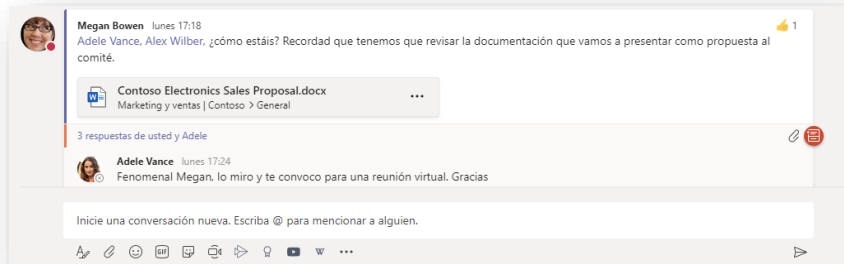 Megan Bowen lunes 17:18
👍 1
Adele Vance, Alex Wilber, ¿cómo estáis? Recordad que tenemos que revisar la documentación que vamos a presentar como propuesta al
comité.
Contoso Electronics Sales Proposal.docx
Marketing y ventas | Contoso > General
3 respuestas de usted y Adele
Adele Vance lunes 17:24
Fenomenal Megan, lo miro y te convoco para una reunión virtual. Gracias
Inicie una conversación nueva. Escriba @ para mencionar a alguien.
GIF
W